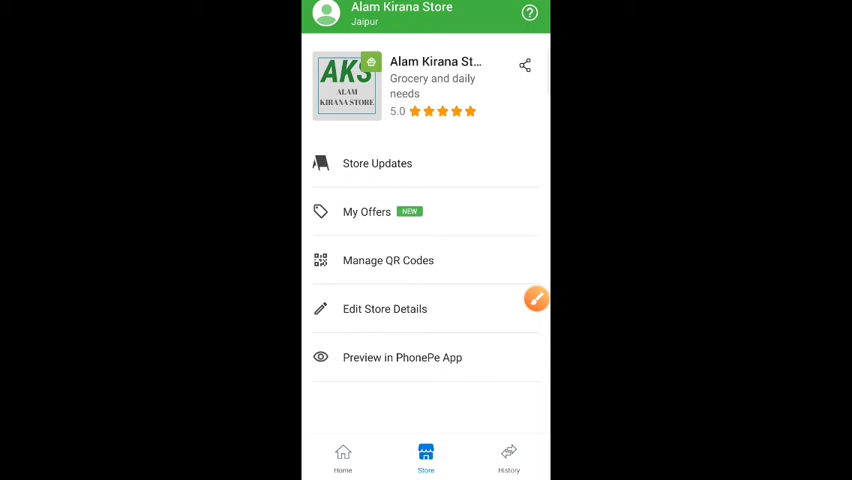 Alam Kirana Store
Jaipur
AKS
ALAM
KIRANA STORE
Alam Kirana St...
Grocery and daily
needs
5.0
Store Updates
My Offers NEW
Manage QR Codes
Edit Store Details
Preview in PhonePe App
Home Store History